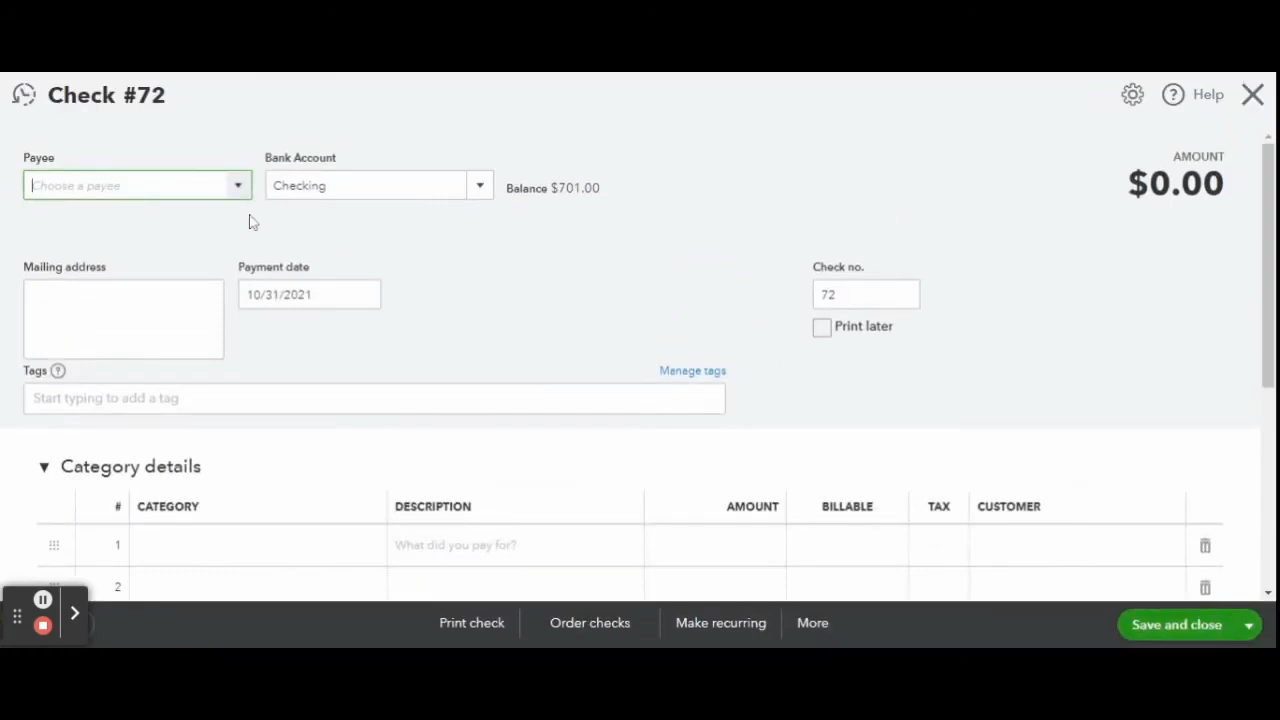 Check #72
Help
Payee
Bank Account
AMOUNT
Choose a payee
Checking
Balance $701.00
$0.00
Mailing address
Payment date
Check no.
10/31/2021
72
Print later
Tags
Manage tags
Start typing to add a tag
Category details
# CATEGORY DESCRIPTION AMOUNT BILLABLE TAX CUSTOMER
1 What did you pay for?
2
Print check
Order checks
Make recurring
More
Save and close